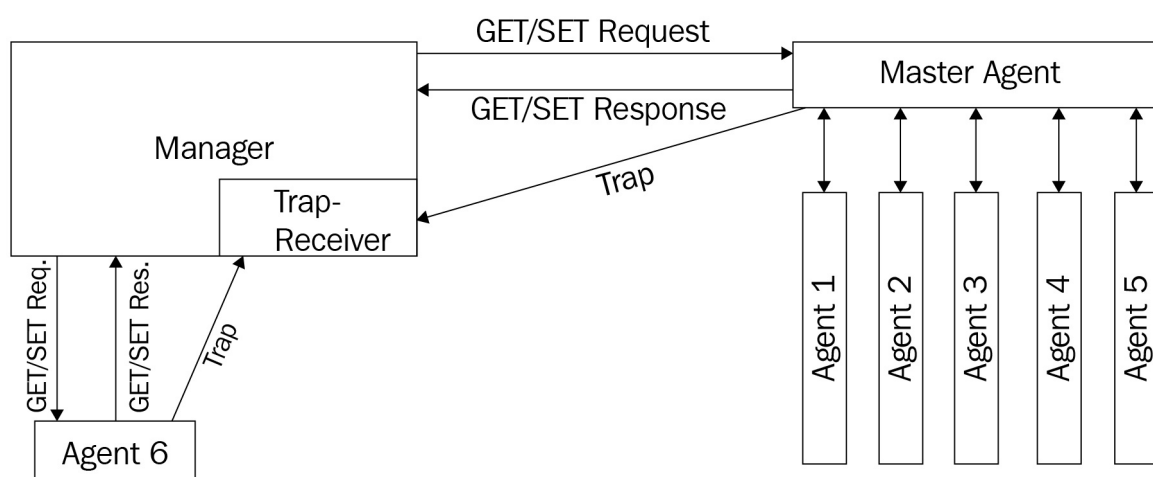 GET/SET Request
Master Agent
GET/SET Response
Manager
Trap
Trap-
Receiver
GET/SET Req.
GET/SET Res.
Trap
Agent 1
Agent 2
Agent 3
Agent 4
Agent 5
Agent 6